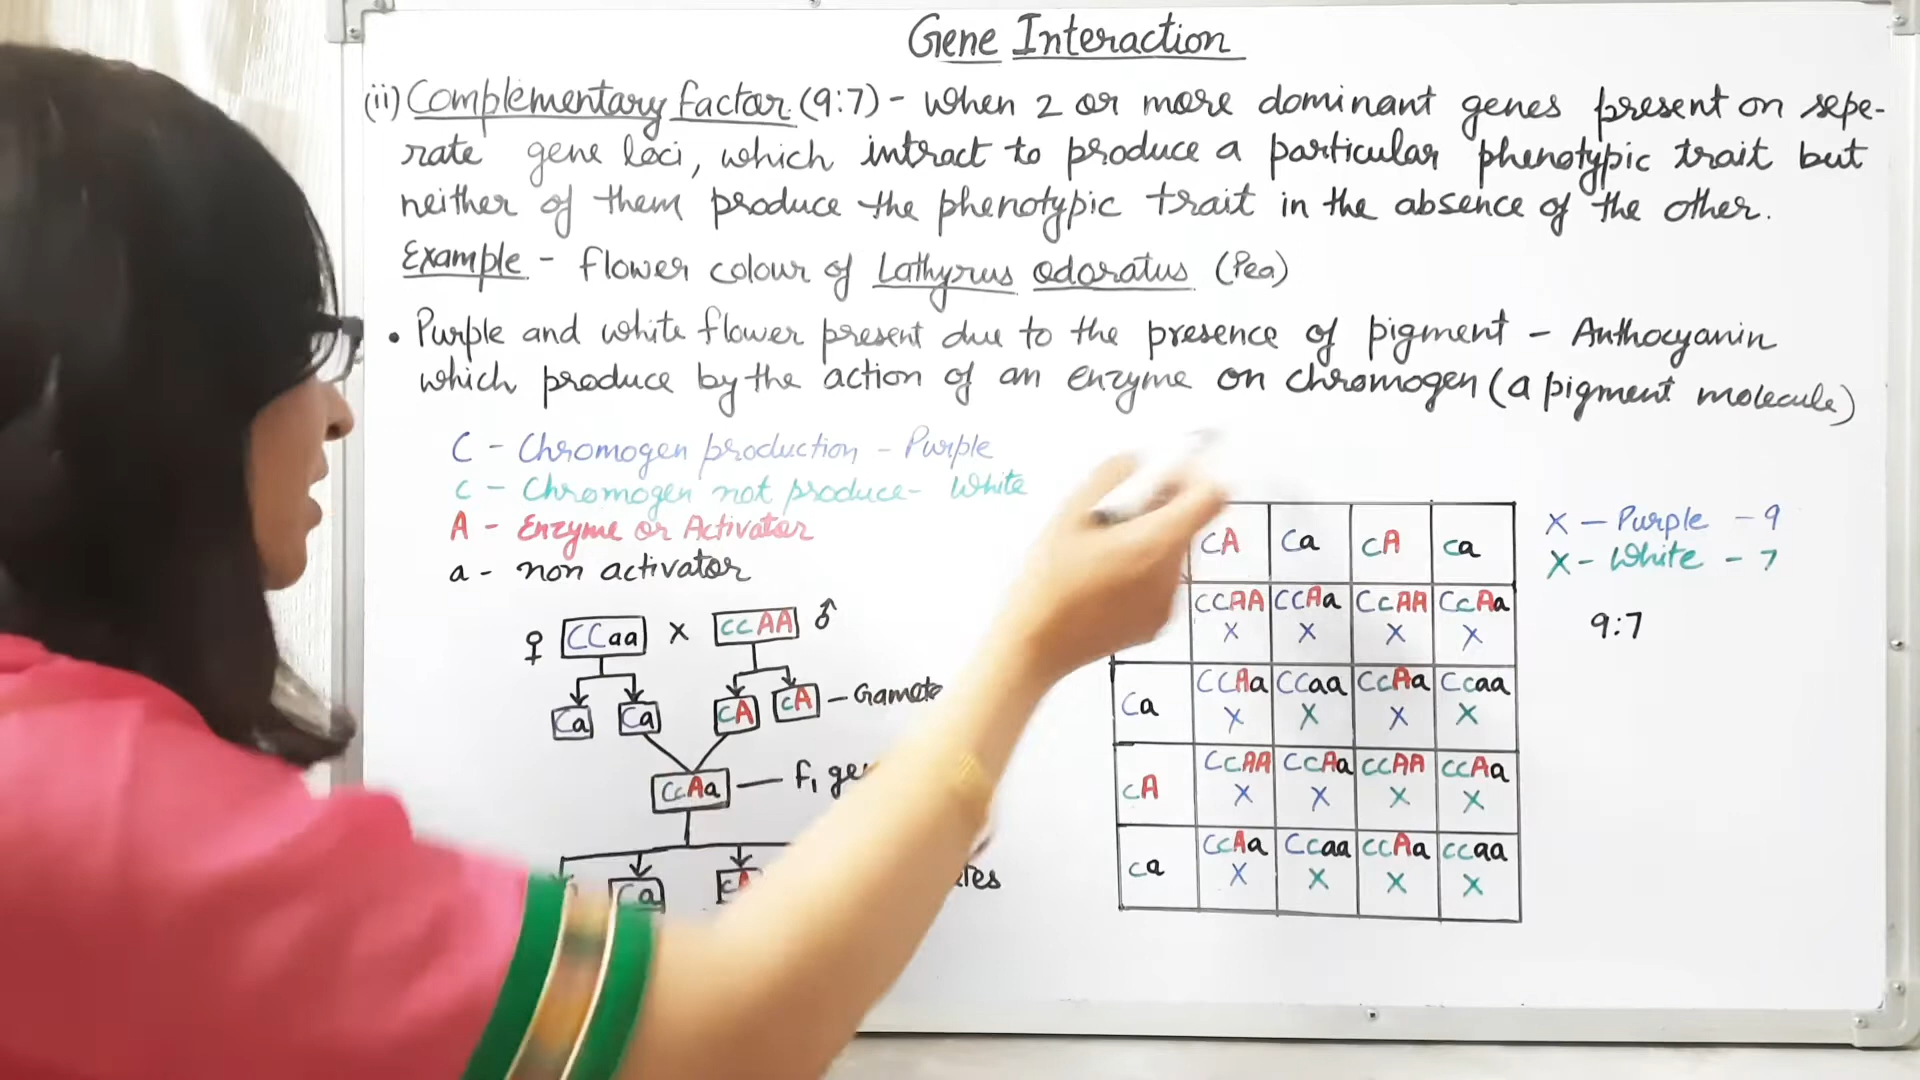 Gene Interaction
(ii) Complementary factor (9:7) - When 2 or more dominant genes present on sepe-
rate gene loci, which intract to produce a particular phenotypic trait but
neither of them produce the phenotypic trait in the absence of the other.
Example - flower colour of Lathyrus odoratus (Pea)
• Purple and white flower present due to the presence of pigment - Anthocyanin
which produce by the action of an enzyme on chromogen (a pigment molecule)
C - Chromogen production - Purple
c - Chromogen not produce - White
A - Enzyme or Activator
a - non activator
♀ CCaa X ccAA ♂
Ca Ca cA cA - Gamete
CcAa - F1
Ca cA
CA Ca cA ca
CCAA CCAa CcAA CcAa
X X X X
Ca CCAa CCaa CcAa Ccaa
X X X X
cA CcAA CcAa ccAA ccAa
X X X X
ca CcAa Ccaa ccAa ccaa
X X X X
X - Purple - 9
X - White - 7
9:7